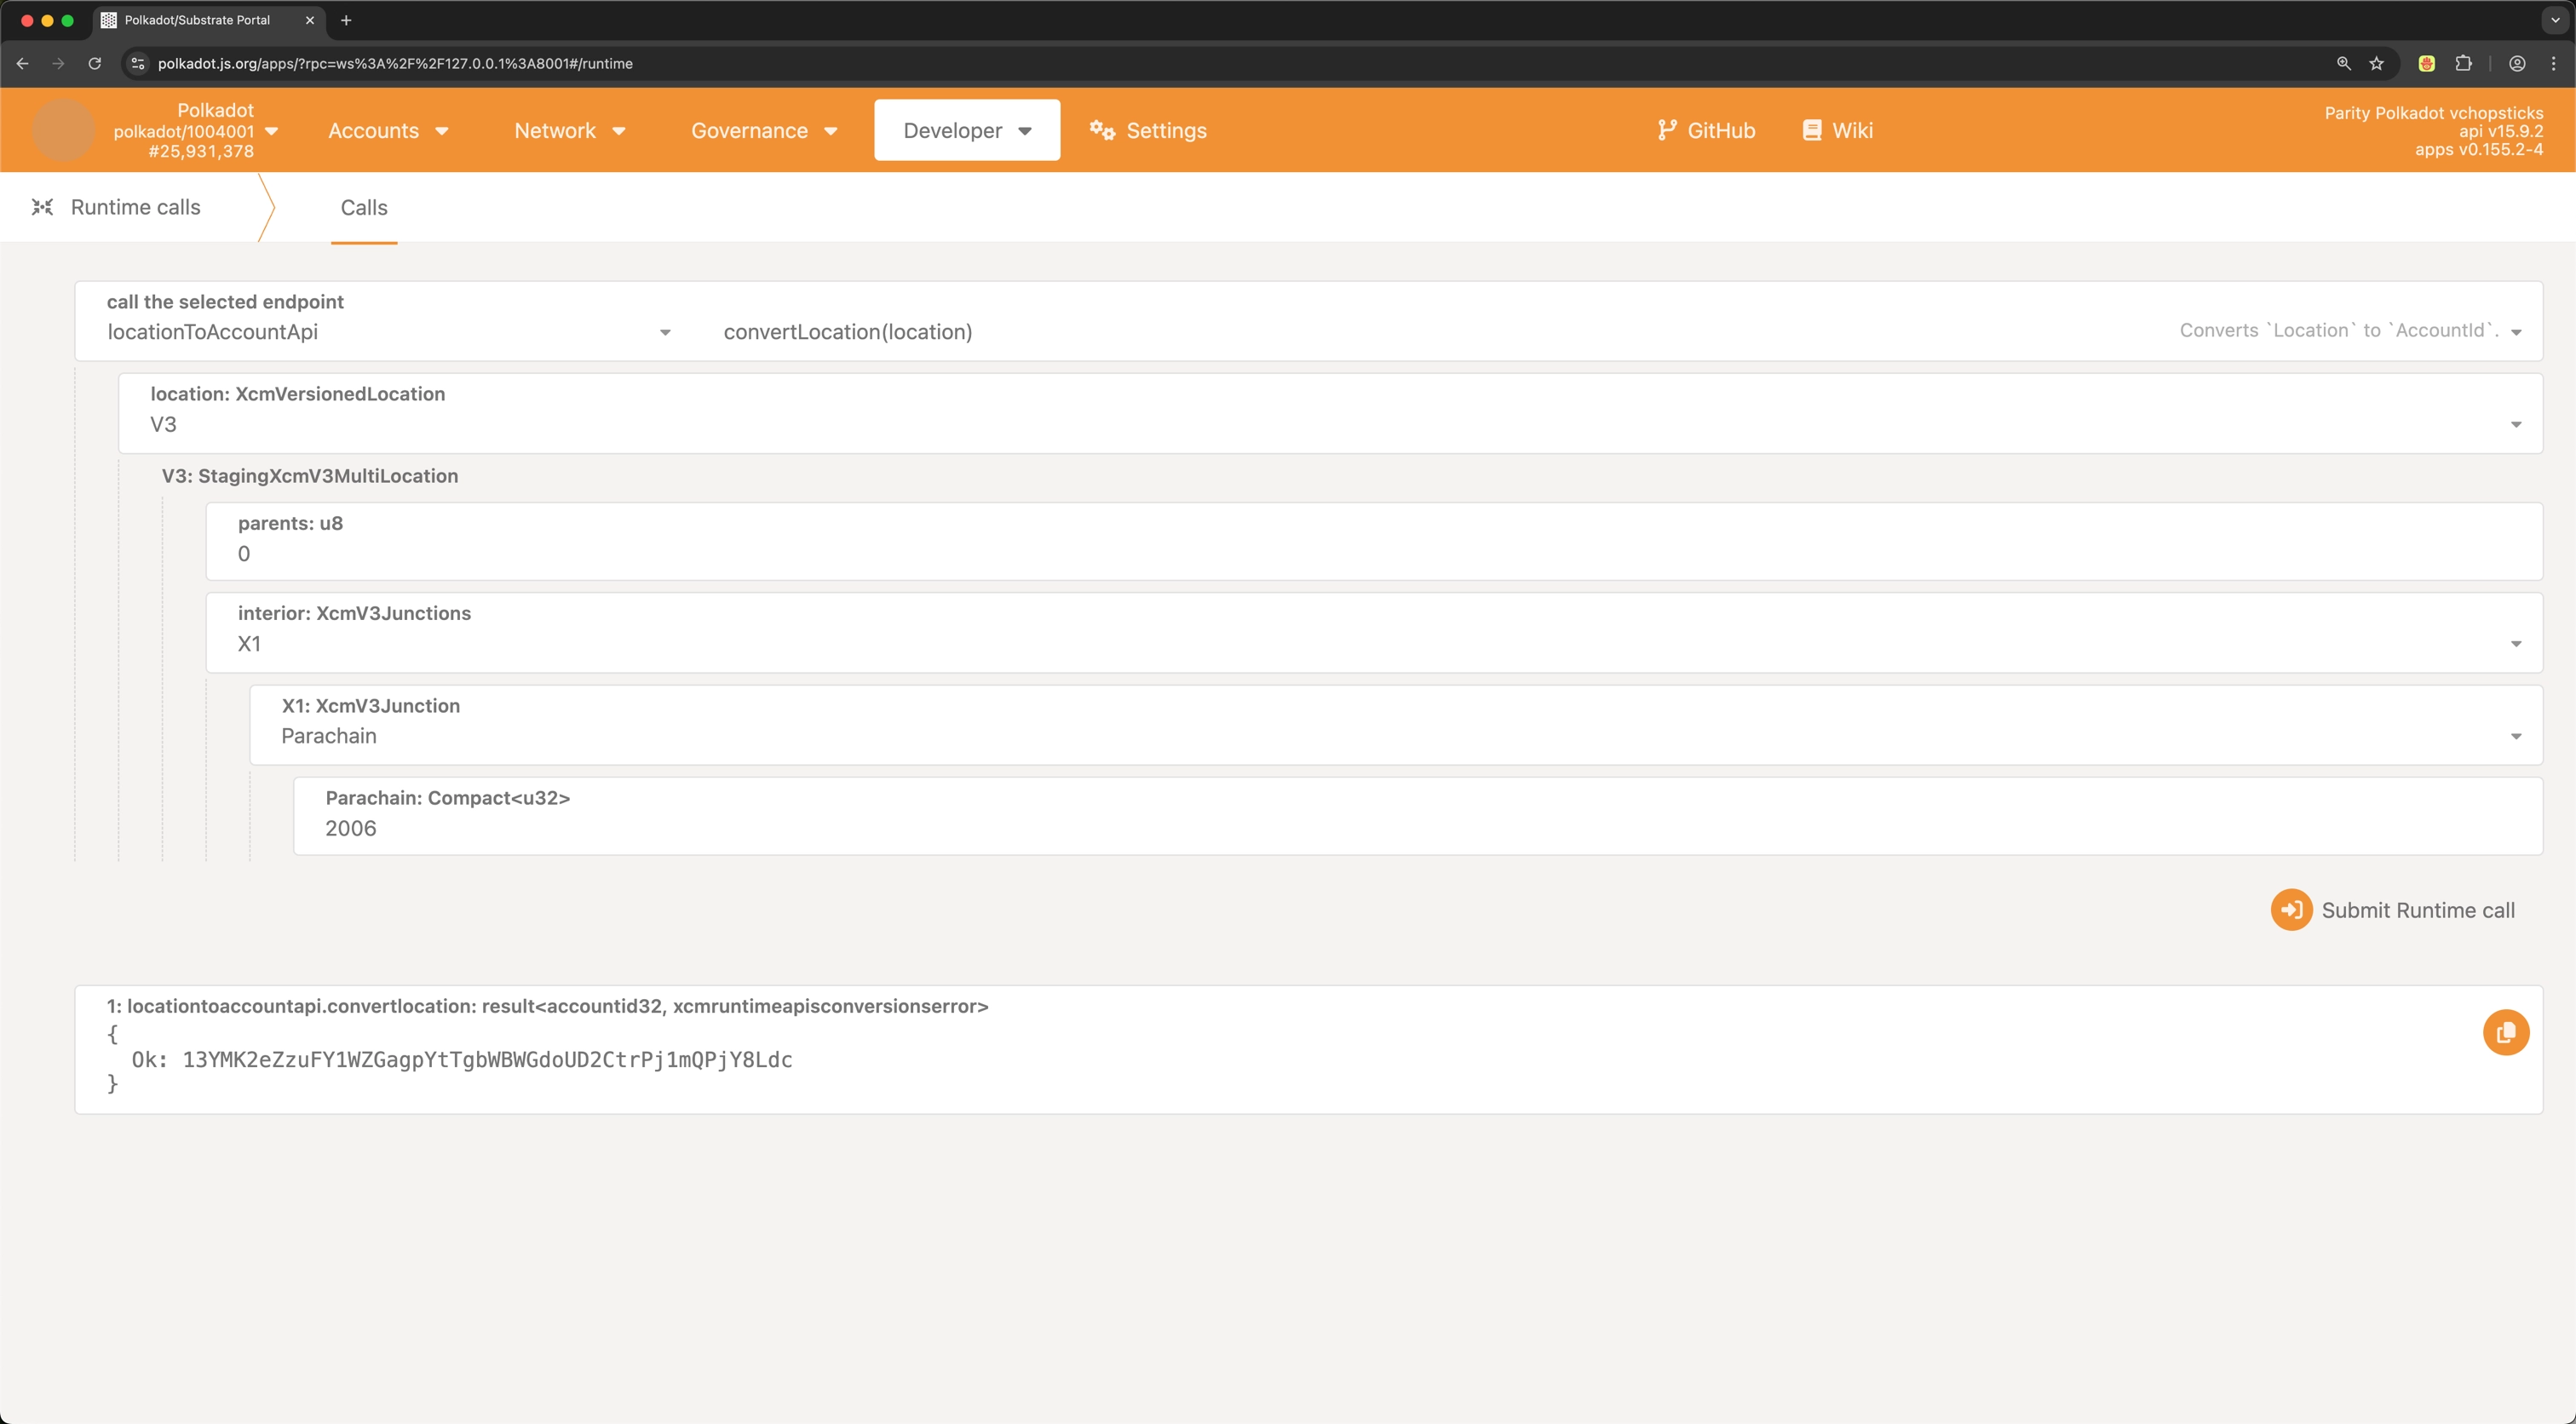 Polkadot/Substrate Portal
polkadot.js.org/apps/?rpc=ws%3A%2F%2F127.0.0.1%3A8001#/runtime
Polkadot
polkadot/1004001
#25,931,378
Accounts
Network
Governance
Developer
Settings
GitHub
Wiki
Parity Polkadot vchopsticks
api v15.9.2
apps v0.155.2-4
Runtime calls
Calls
call the selected endpoint
locationToAccountApi
convertLocation(location)
Converts `Location` to `AccountId`.
location: XcmVersionedLocation
V3
V3: StagingXcmV3MultiLocation
parents: u8
0
interior: XcmV3Junctions
X1
X1: XcmV3Junction
Parachain
Parachain: Compact<u32>
2006
Submit Runtime call
1: locationtoaccountapi.convertlocation: result<accountid32, xcmruntimeapisconversionserror>
{
Ok: 13YMK2eZzuFY1WZGagpYtTgbWBWGdoUD2CtrPj1mQPjY8Ldc
}